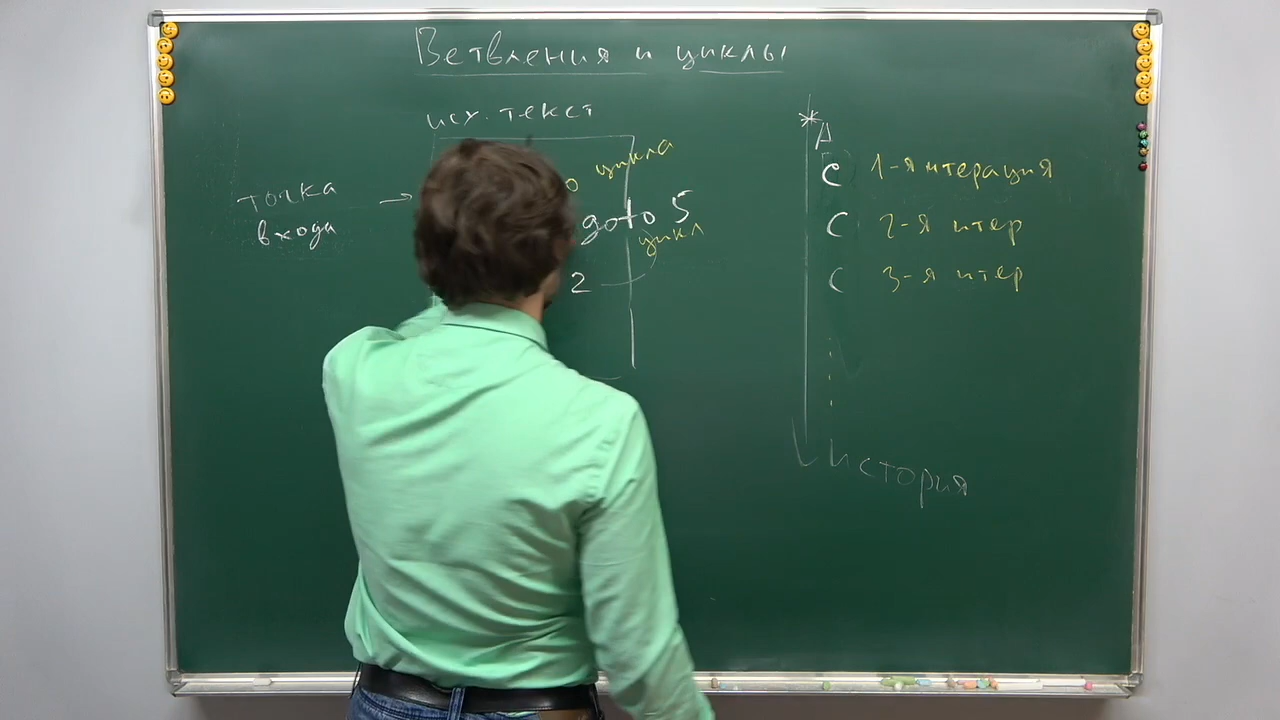 Ветвления и циклы
исх. текст
цикла
точка
входа
goto 5
цикл
2
A
C 1-я итерация
C 2-я итер
C 3-я итер
История